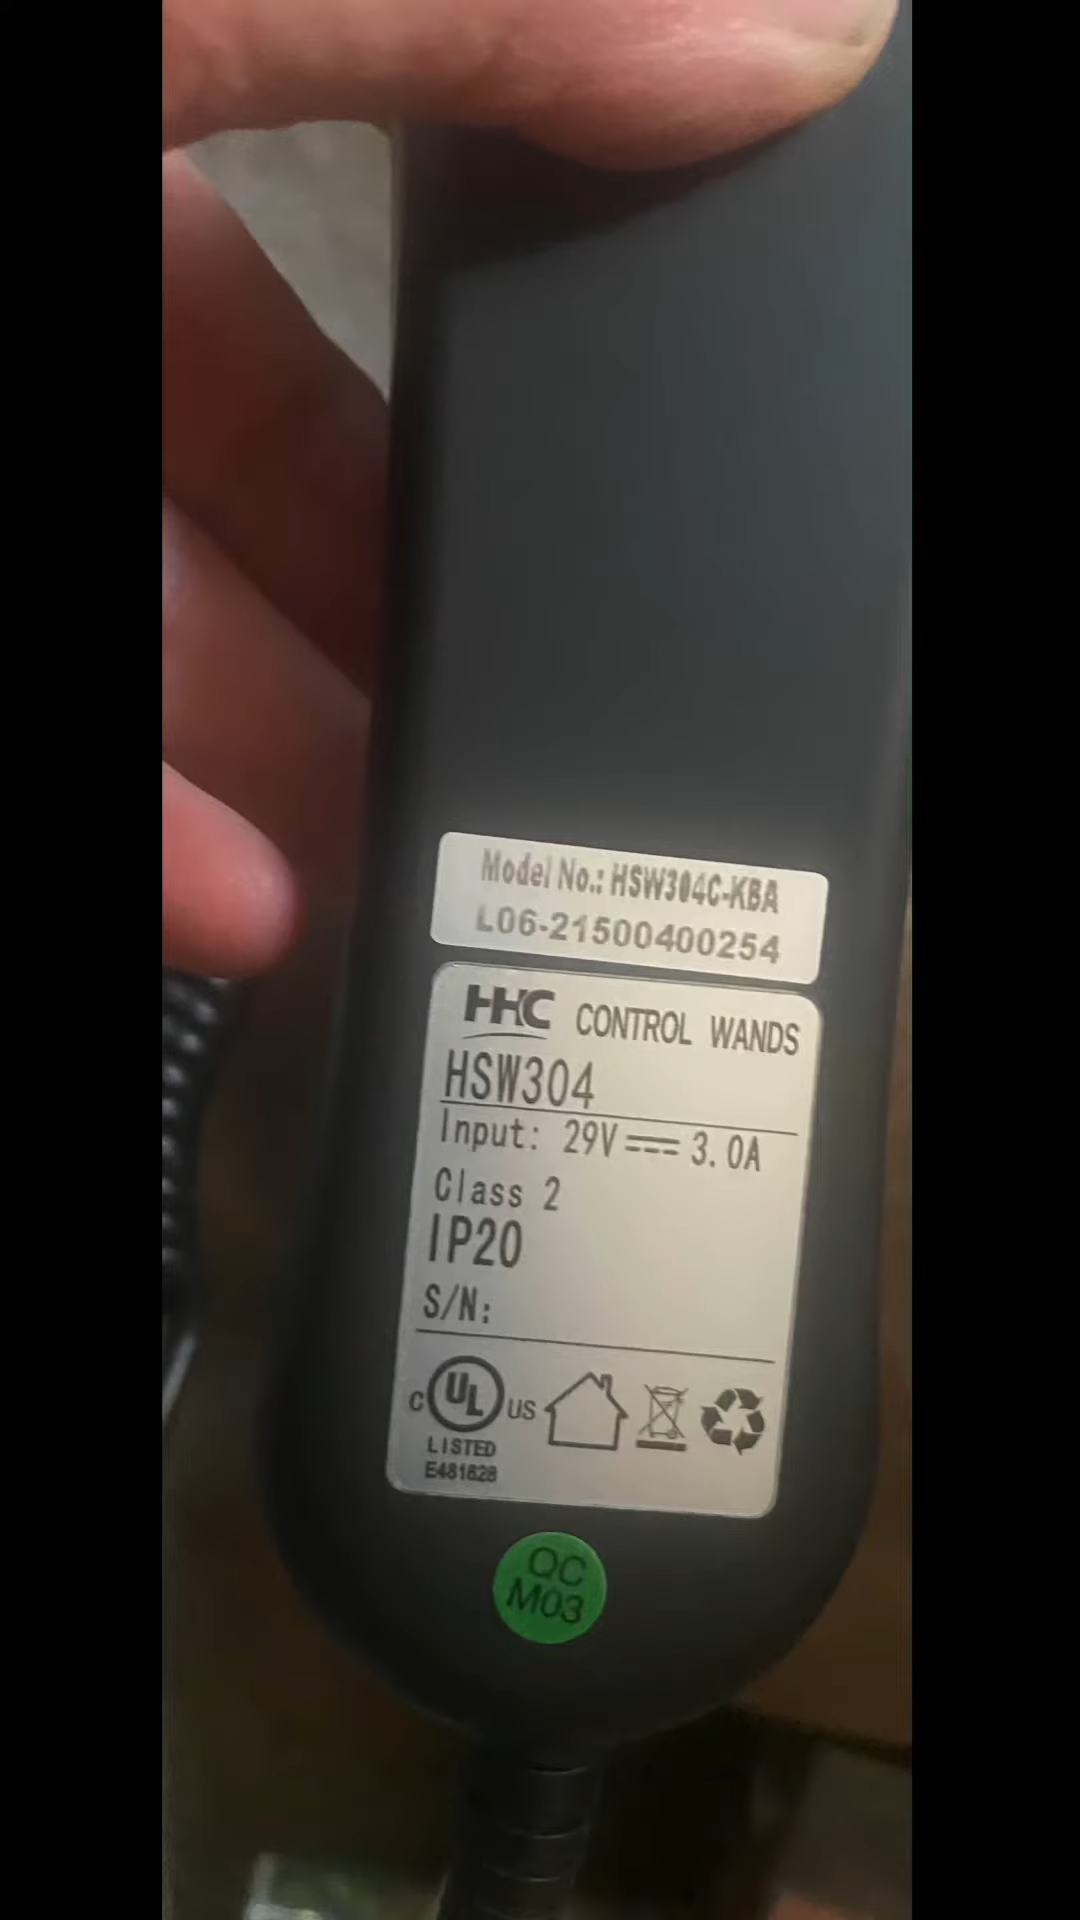 Model No.: HSW304C-KBA
L06-21500400254
HHC CONTROL WANDS
HSW304
Input: 29V⎓3.0A
Class 2
IP20
S/N:
C UL US
LISTED
E481628
QC
M03